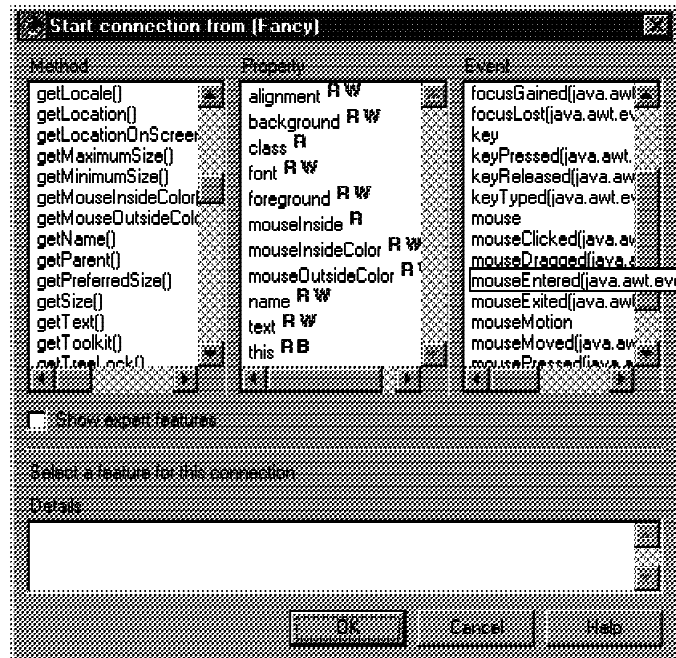 Start connection from (Fancy)
Method
getLocale()
getLocation()
getLocationOnScreen
getMaximumSize()
getMinimumSize()
getMouseInsideColor(
getMouseOutsideColo
getName()
getParent()
getPreferredSize()
getSize()
getText()
getToolkit()
getTreeLock()
Property
alignment R W
background R W
class R
font R W
foreground R W
mouseInside R
mouseInsideColor R W
mouseOutsideColor R W
name R W
text R W
this R B
Event
focusGained(java.awt
focusLost(java.awt.ev
key
keyPressed(java.awt.
keyReleased(java.aw
keyTyped(java.awt.ev
mouse
mouseClicked(java.aw
mouseDragged(java.a
mouseEntered(java.awt.eve
mouseExited(java.awt
mouseMotion
mouseMoved(java.aw
mousePressed(java.a
Show expert features
Select a feature for this connection.
Details
OK
Cancel
Help